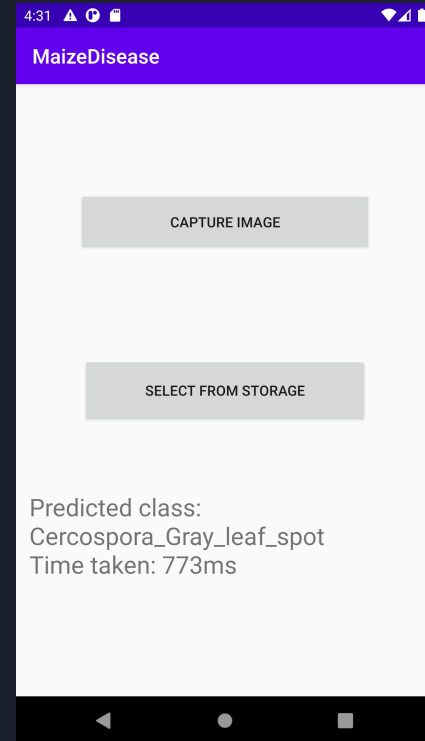 4:31
MaizeDisease
CAPTURE IMAGE
SELECT FROM STORAGE
Predicted class:
Cercospora_Gray_leaf_spot
Time taken: 773ms